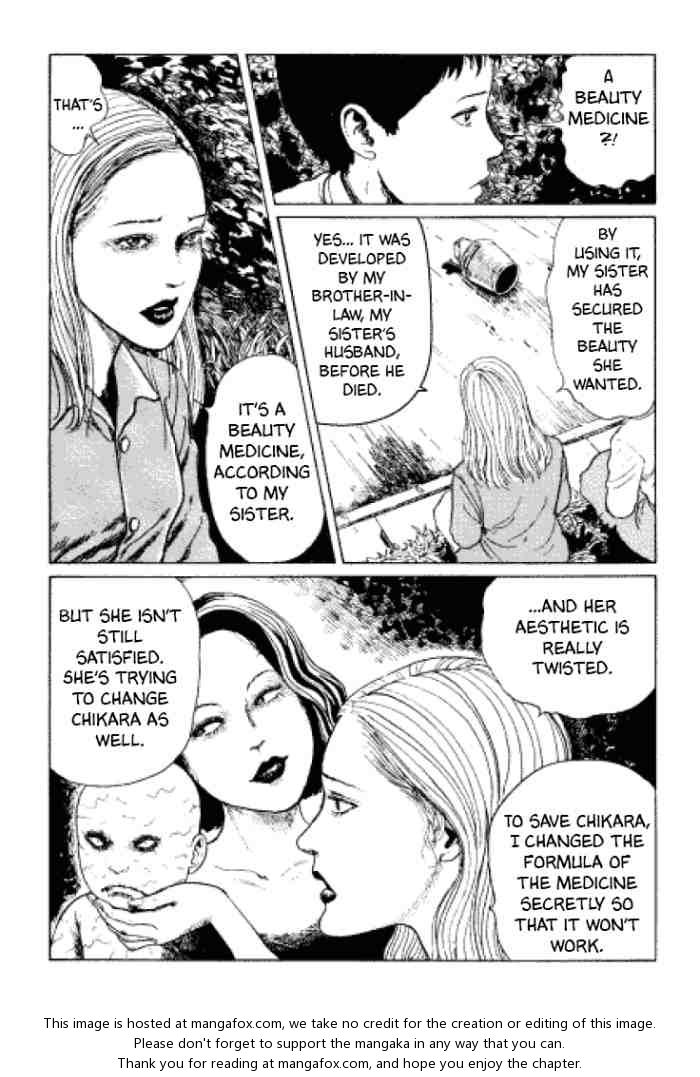 THAT'S
...
IT'S A
BEAUTY
MEDICINE,
ACCORDING
TO MY
SISTER.
A
BEAUTY
MEDICINE
?!
YES... IT WAS
DEVELOPED
BY MY
BROTHER-IN-
LAW, MY
SISTER'S
HUSBAND,
BEFORE HE
DIED.
BY
USING IT,
MY SISTER
HAS
SECURED
THE
BEAUTY
SHE
WANTED.
BUT SHE ISN'T
STILL
SATISFIED.
SHE'S TRYING
TO CHANGE
CHIKARA AS
WELL.
...AND HER
AESTHETIC IS
REALLY
TWISTED.
TO SAVE CHIKARA,
I CHANGED THE
FORMULA OF
THE MEDICINE
SECRETLY SO
THAT IT WON'T
WORK.
This image is hosted at mangafox.com, we take no credit for the creation or editing of this image.
Please don't forget to support the mangaka in any way that you can.
Thank you for reading at mangafox.com, and hope you enjoy the chapter.